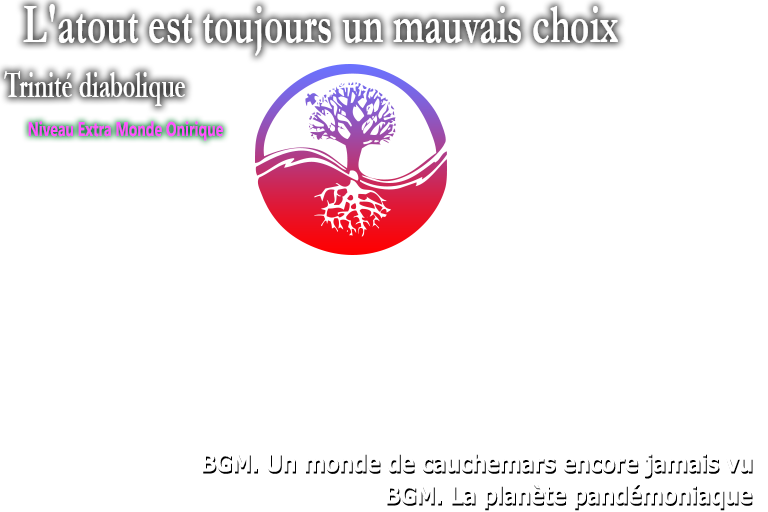 L'atout est toujours un mauvais choix
Trinité diabolique
Niveau Extra Monde Onirique
BGM. Un monde de cauchemars encore jamais vu
BGM. La planète pandémoniaque